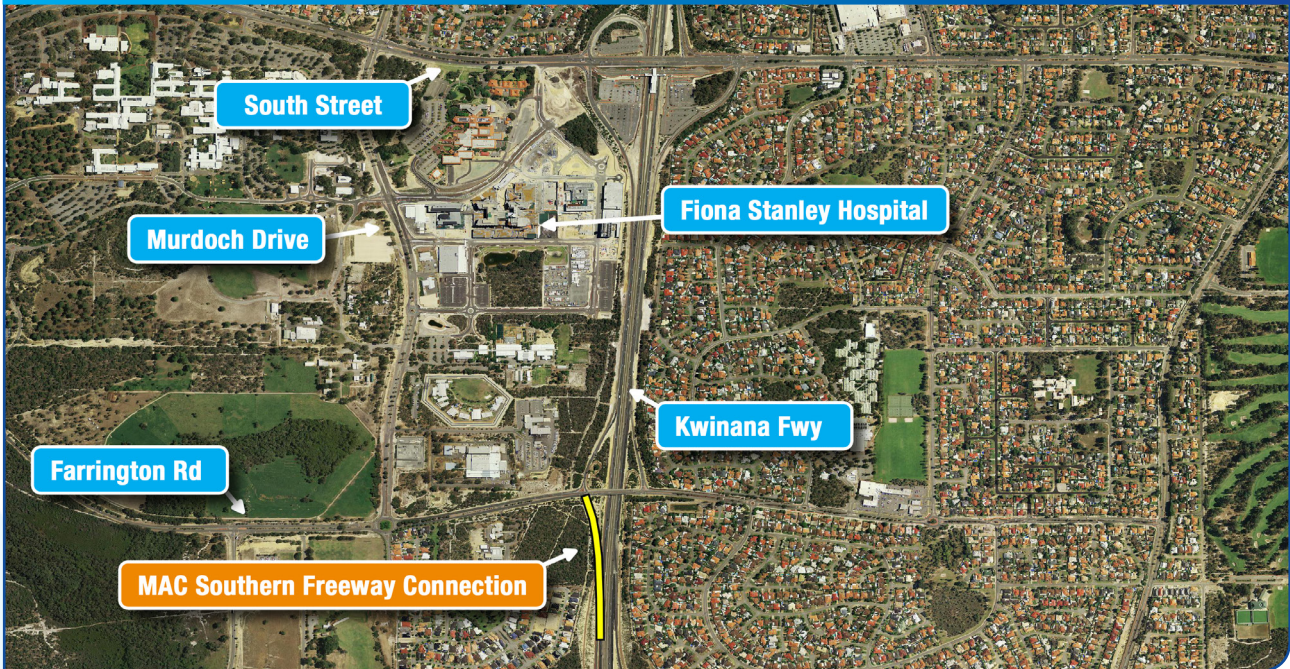 South Street
Fiona Stanley Hospital
Murdoch Drive
Kwinana Fwy
Farrington Rd
MAC Southern Freeway Connection